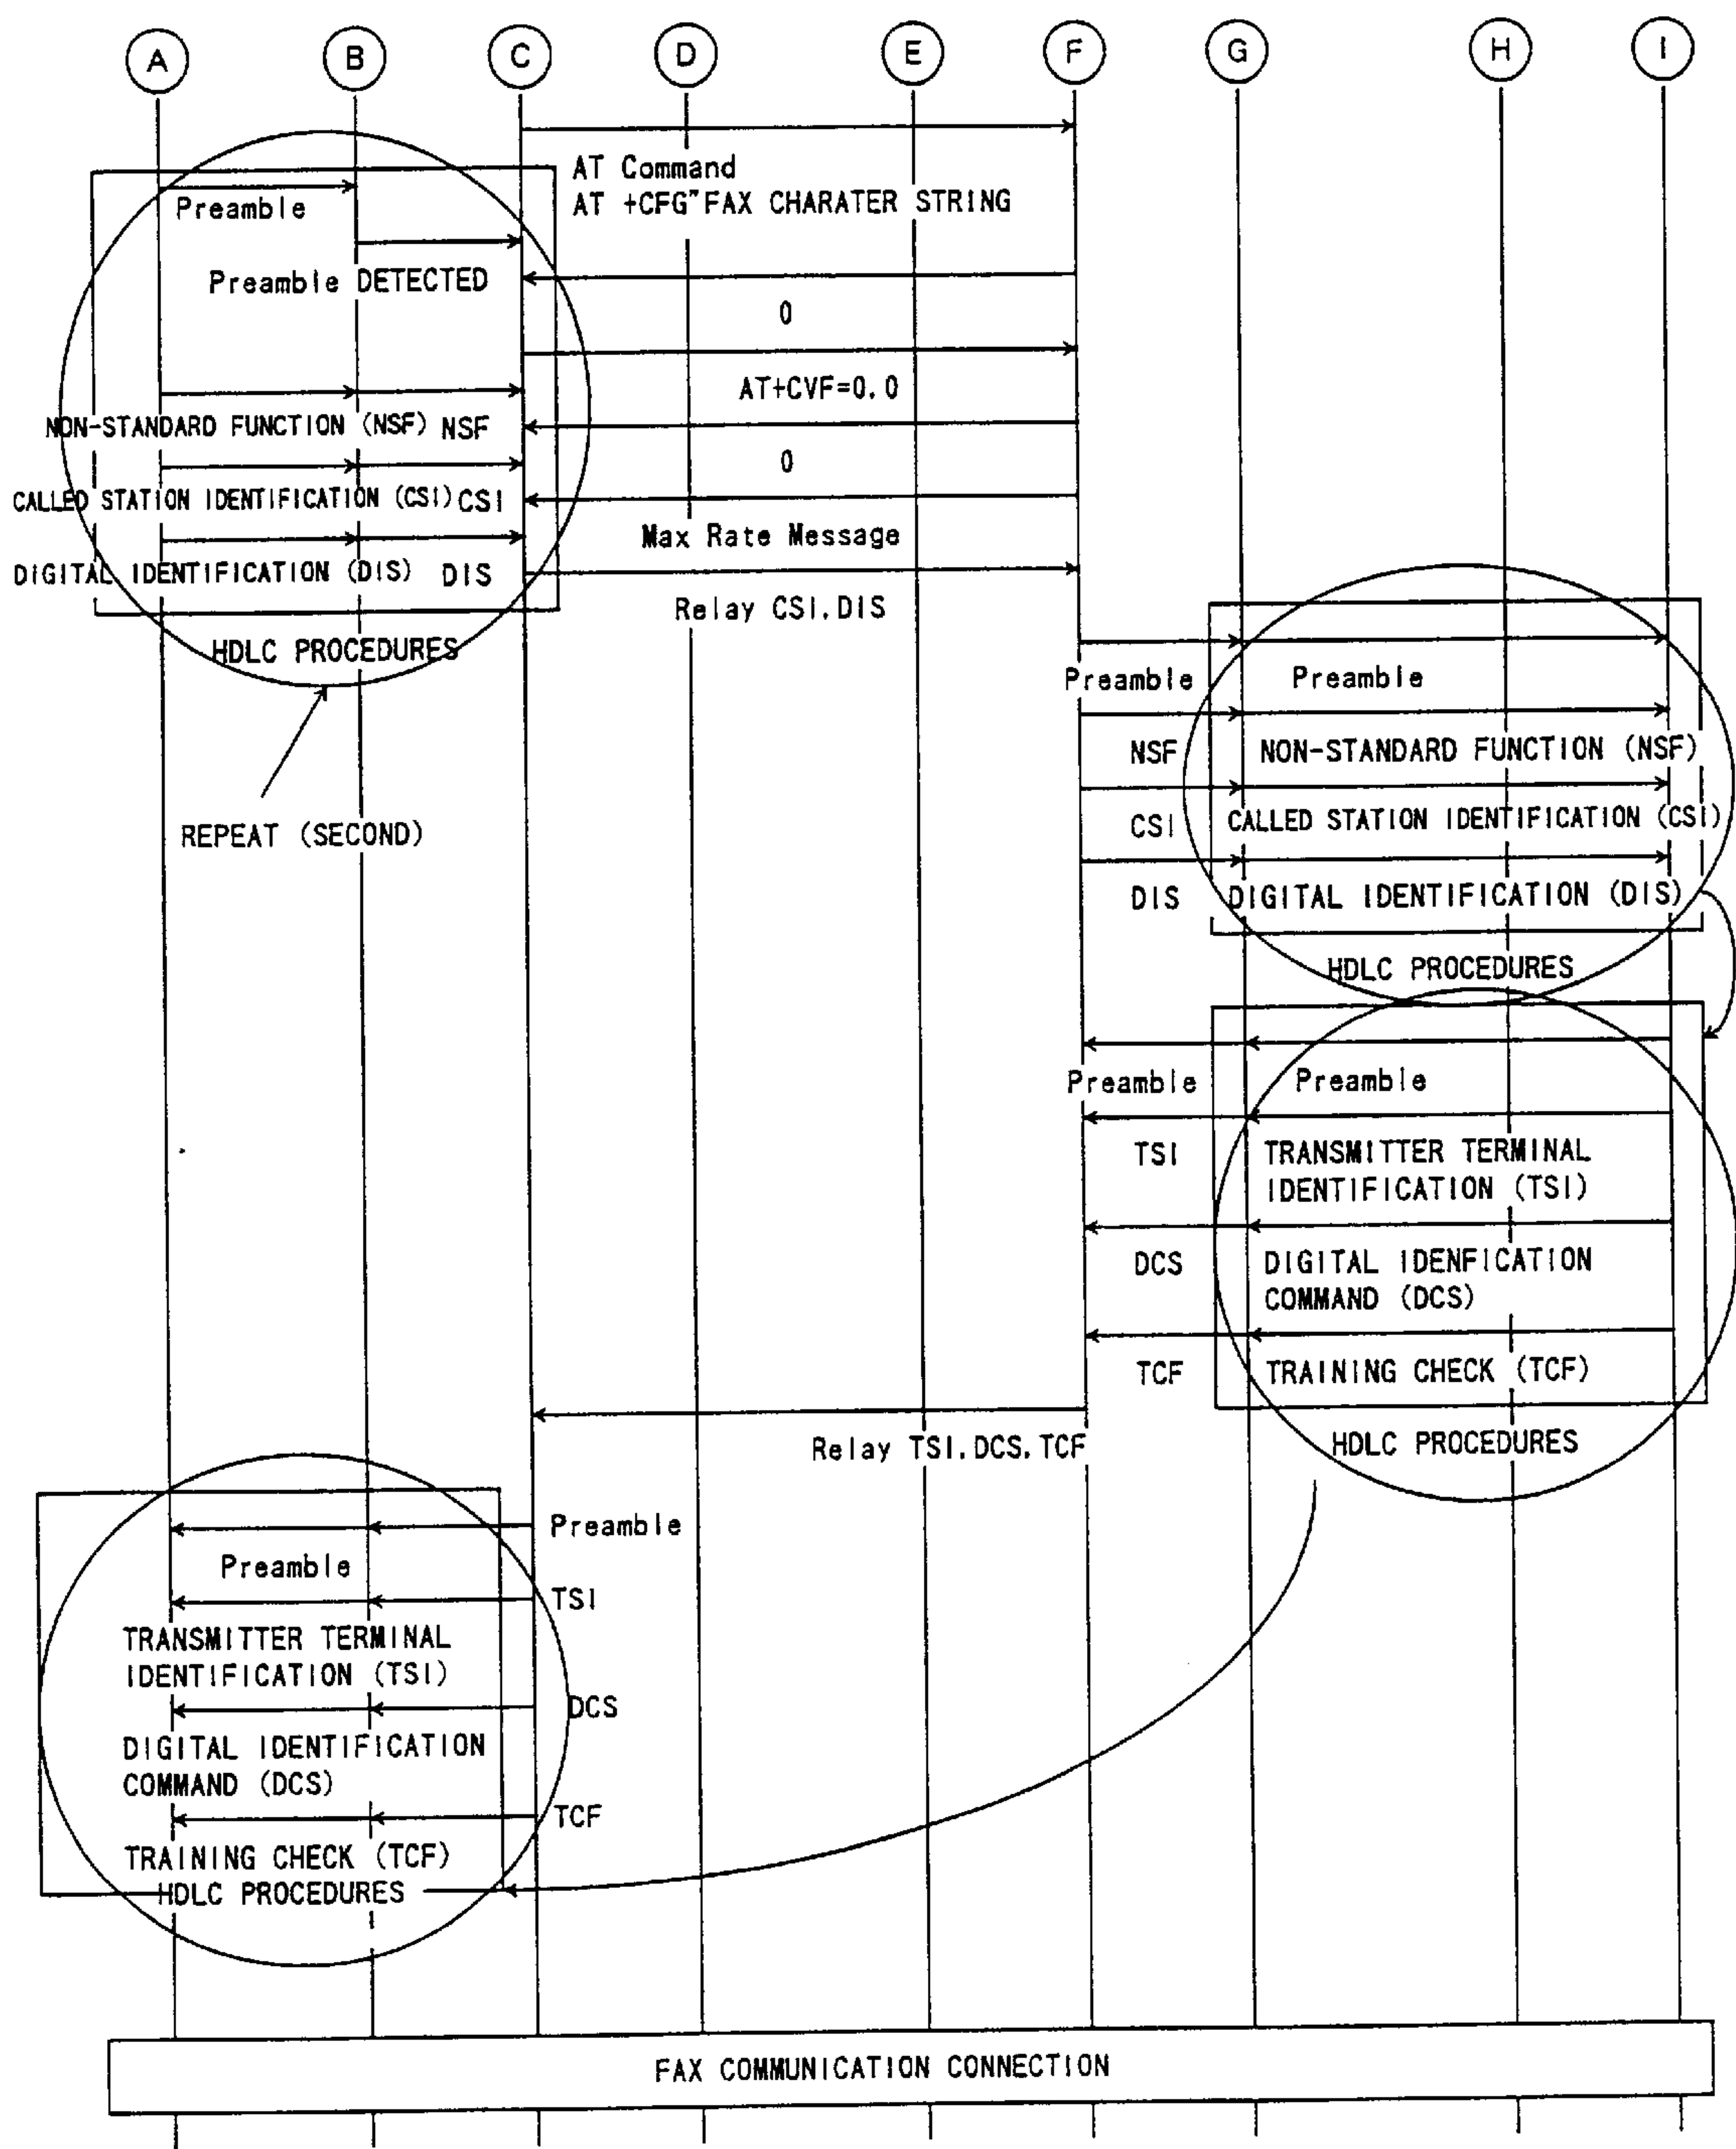 A B C D E F G H I
AT Command
AT +CFG"FAX CHARATER STRING
Preamble
Preamble DETECTED
0
AT+CVF=0.0
NON-STANDARD FUNCTION (NSF) NSF
0
CALLED STATION IDENTIFICATION (CSI) CSI
Max Rate Message
DIGITAL IDENTIFICATION (DIS) DIS
Relay CSI.DIS
HDLC PROCEDURES
Preamble Preamble
NSF NON-STANDARD FUNCTION (NSF)
REPEAT (SECOND)
CSI CALLED STATION IDENTIFICATION (CSI)
DIS DIGITAL IDENTIFICATION (DIS)
HDLC PROCEDURES
Preamble Preamble
TSI TRANSMITTER TERMINAL
IDENTIFICATION (TSI)
DCS DIGITAL IDENFICATION
COMMAND (DCS)
TCF TRAINING CHECK (TCF)
HDLC PROCEDURES
Relay TSI.DCS.TCF
Preamble
Preamble
TSI
TRANSMITTER TERMINAL
IDENTIFICATION (TSI)
DCS
DIGITAL IDENTIFICATION
COMMAND (DCS)
TCF
TRAINING CHECK (TCF)
HDLC PROCEDURES
FAX COMMUNICATION CONNECTION